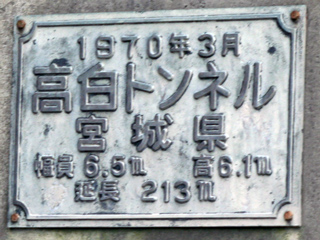 1970年3月
高白トンネル
宮城県
幅員 6.5m 高6.1m
延長 213m